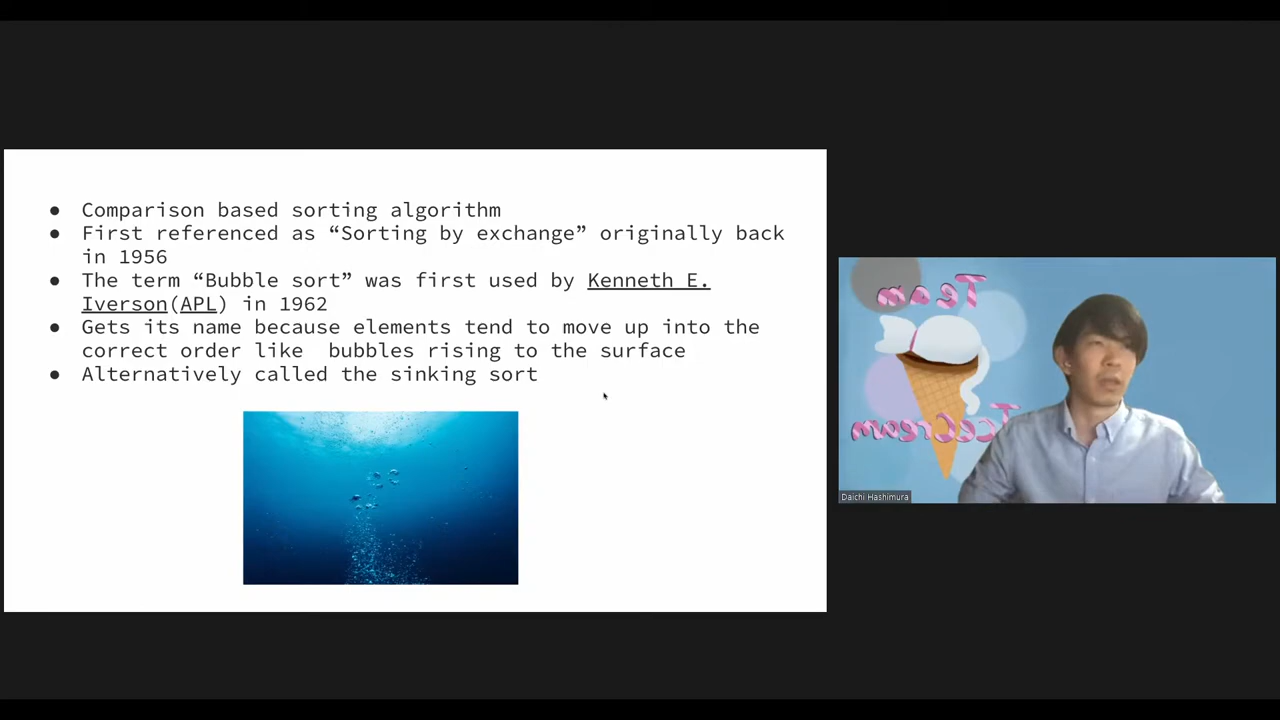 ● Comparison based sorting algorithm
● First referenced as “Sorting by exchange” originally back
in 1956
● The term “Bubble sort” was first used by Kenneth E.
Iverson(APL) in 1962
● Gets its name because elements tend to move up into the
correct order like  bubbles rising to the surface
● Alternatively called the sinking sort
Team
IceCream
Daichi Hashimura